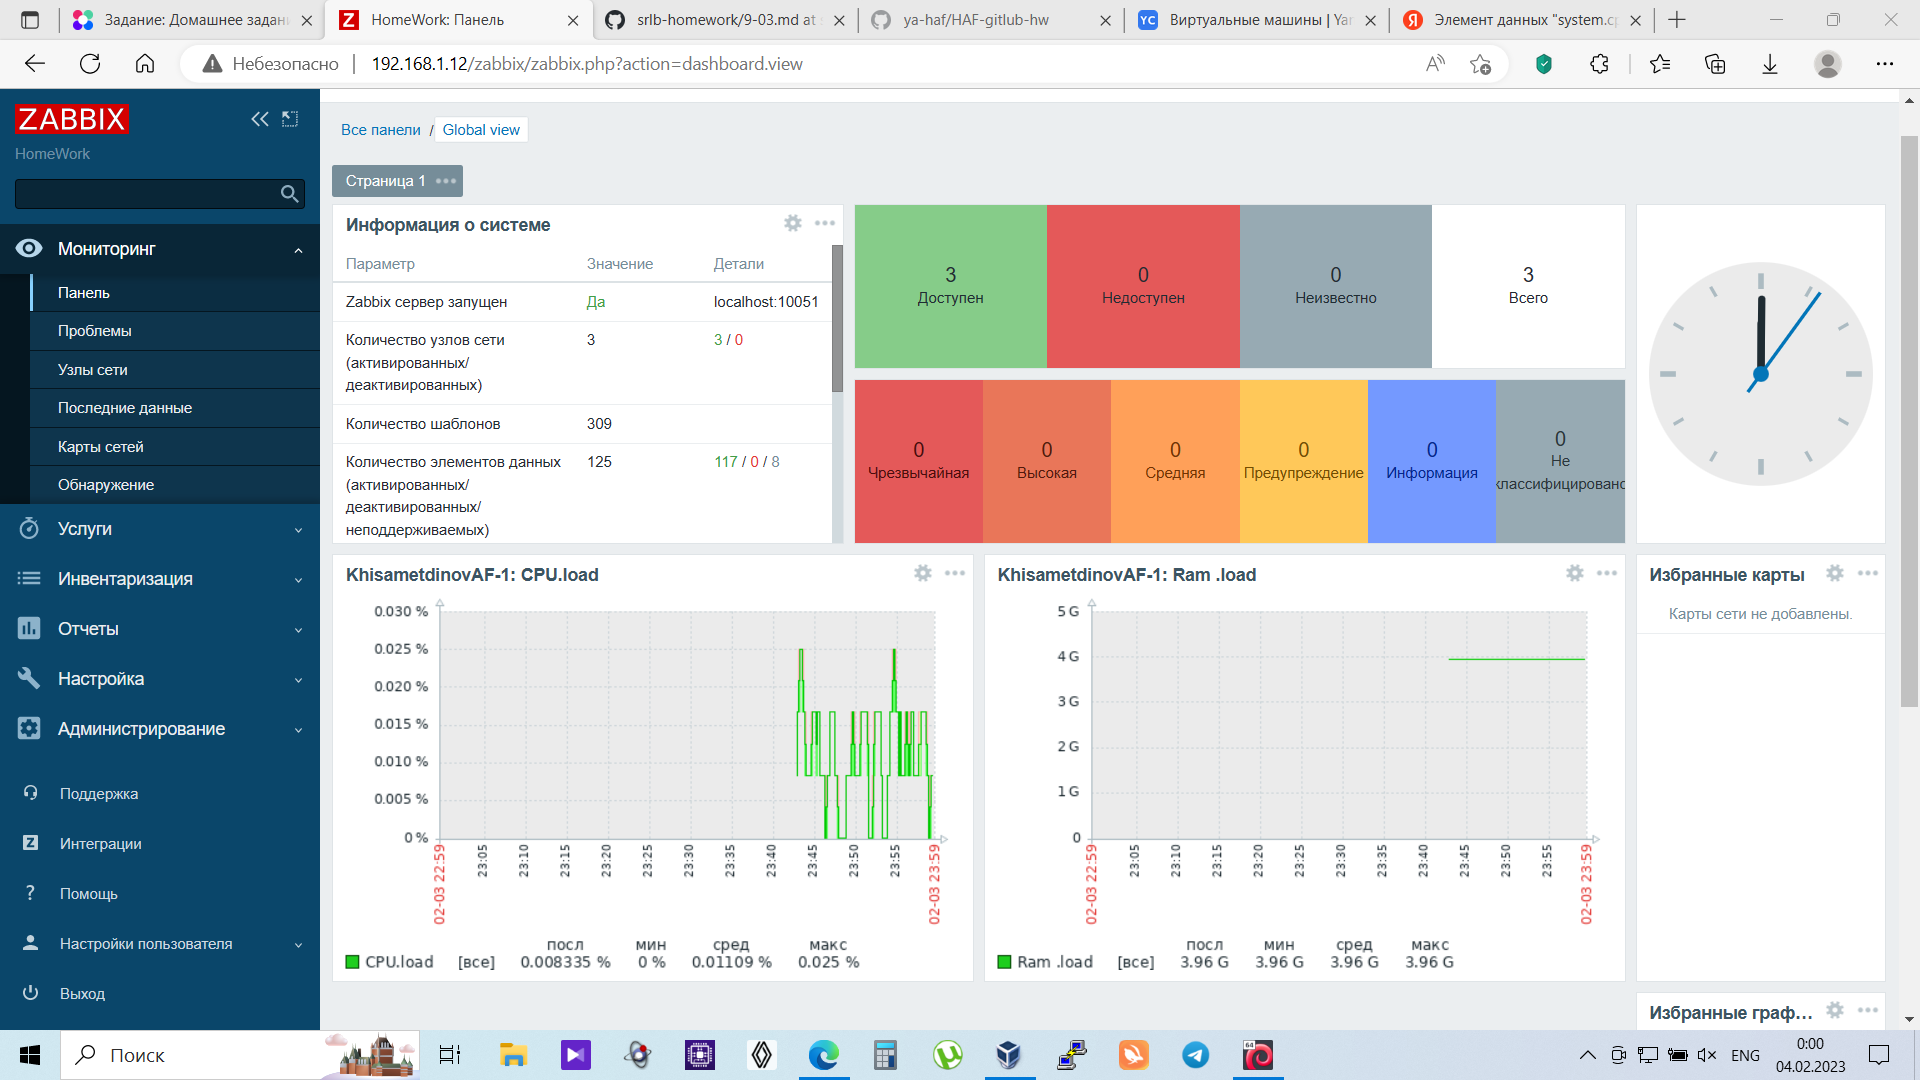 Задание: Домашнее задани
HomeWork: Панель
srlb-homework/9-03.md at
ya-haf/HAF-gitlub-hw
Виртуальные машины | Yan
Элемент данных "system.cp
Небезопасно
192.168.1.12/zabbix/zabbix.php?action=dashboard.view
ZABBIX
HomeWork
Мониторинг
Панель
Проблемы
Узлы сети
Последние данные
Карты сетей
Обнаружение
Услуги
Инвентаризация
Отчеты
Настройка
Администрирование
Поддержка
Интеграции
Помощь
Настройки пользователя
Выход
Все панели / Global view
Страница 1
Информация о системе
Параметр Значение Детали
Zabbix сервер запущен Да localhost:10051
Количество узлов сети 3 3 / 0
(активированных/
деактивированных)
Количество шаблонов 309
Количество элементов данных 125 117 / 0 / 8
(активированных/
деактивированных/
неподдерживаемых)
3
Доступен
0
Недоступен
0
Неизвестно
3
Всего
0
Чрезвычайная
0
Высокая
0
Средняя
0
Предупреждение
0
Информация
0
Не
классифицировано
KhisametdinovAF-1: CPU.load
0.030 %
0.025 %
0.020 %
0.015 %
0.010 %
0.005 %
0 %
02-03 22:59 23:05 23:10 23:15 23:20 23:25 23:30 23:35 23:40 23:45 23:50 23:55 02-03 23:59
посл мин сред макс
CPU.load [все] 0.008335 % 0 % 0.01109 % 0.025 %
KhisametdinovAF-1: Ram .load
5 G
4 G
3 G
2 G
1 G
0
02-03 22:59 23:05 23:10 23:15 23:20 23:25 23:30 23:35 23:40 23:45 23:50 23:55 02-03 23:59
посл мин сред макс
Ram .load [все] 3.96 G 3.96 G 3.96 G 3.96 G
Избранные карты
Карты сети не добавлены.
Избранные граф...
Поиск
64
ENG
0:00
04.02.2023